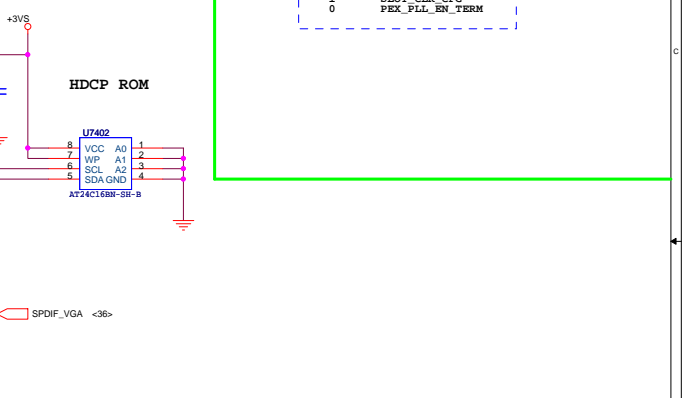 0 PEX_PLL_EN_TERM
+3VS
C
HDCP ROM
U7402
8 VCC A0 1
7 WP A1 2
6 SCL A2 3
5 SDA GND 4
AT24C16BN-SH-B
SPDIF_VGA <36>